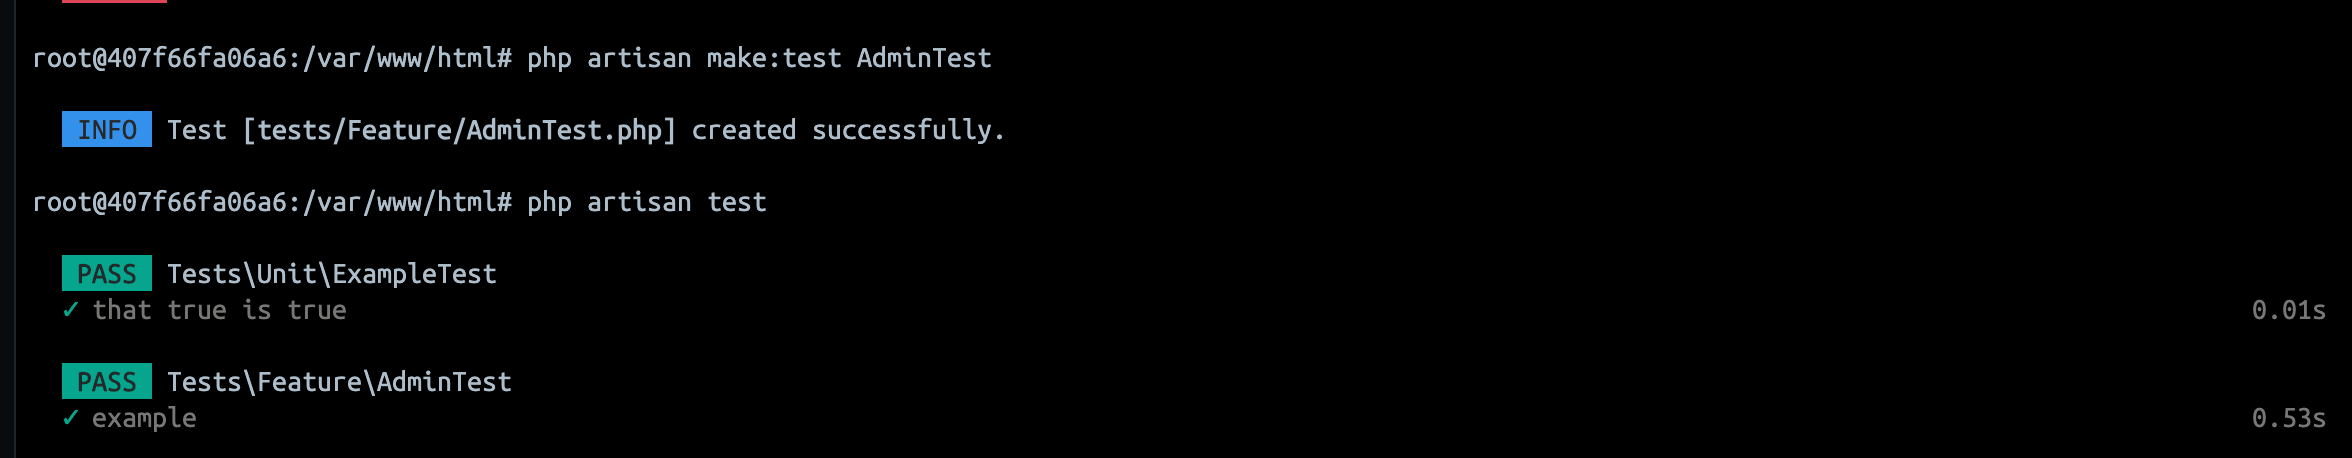 root@407f66fa06a6:/var/www/html# php artisan make:test AdminTest
INFO Test [tests/Feature/AdminTest.php] created successfully.
root@407f66fa06a6:/var/www/html# php artisan test
PASS Tests\Unit\ExampleTest
✓ that true is true 0.01s
PASS Tests\Feature\AdminTest
✓ example 0.53s